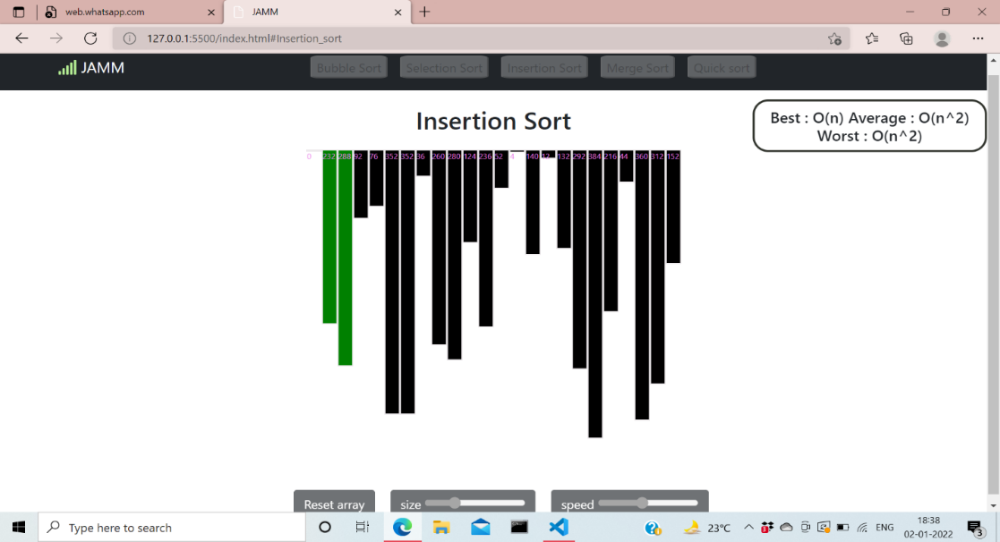 web.whatsapp.com
JAMM
127.0.0.1:5500/index.html#Insertion_sort
JAMM
Bubble Sort
Selection Sort
Insertion Sort
Merge Sort
Quick sort
Insertion Sort
Best : O(n) Average : O(n^2)
Worst : O(n^2)
0 232 288 92 76 352 352 36 260 280 124 236 52 4 140 12 132 292 384 216 44 360 312 152
Reset array
size
speed
Type here to search
23°C
ENG
18:38
02-01-2022
3